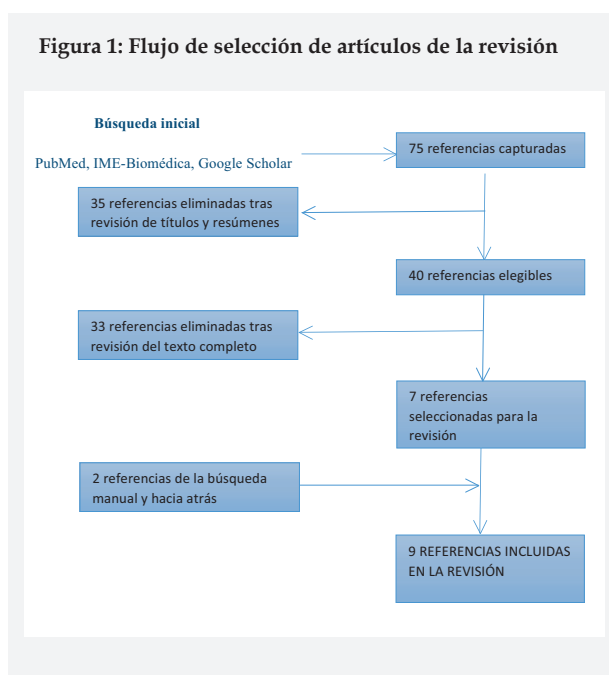 Figura 1: Flujo de selección de artículos de la revisión
Búsqueda inicial
PubMed, IME-Biomédica, Google Scholar
75 referencias capturadas
35 referencias eliminadas tras
revisión de títulos y resúmenes
40 referencias elegibles
33 referencias eliminadas tras
revisión del texto completo
7 referencias
seleccionadas para la
revisión
2 referencias de la búsqueda
manual y hacia atrás
9 REFERENCIAS INCLUIDAS
EN LA REVISIÓN